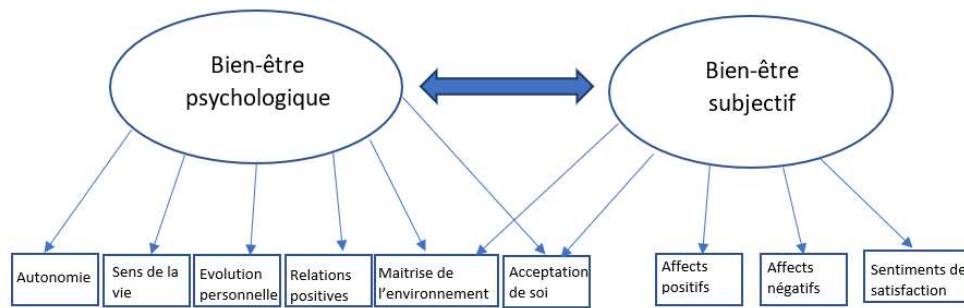 Bien-être
psychologique
Bien-être
subjectif
Autonomie
Sens de la
vie
Evolution
personnelle
Relations
positives
Maitrise de
l'environnement
Acceptation
de soi
Affects
positifs
Affects
négatifs
Sentiments de
satisfaction